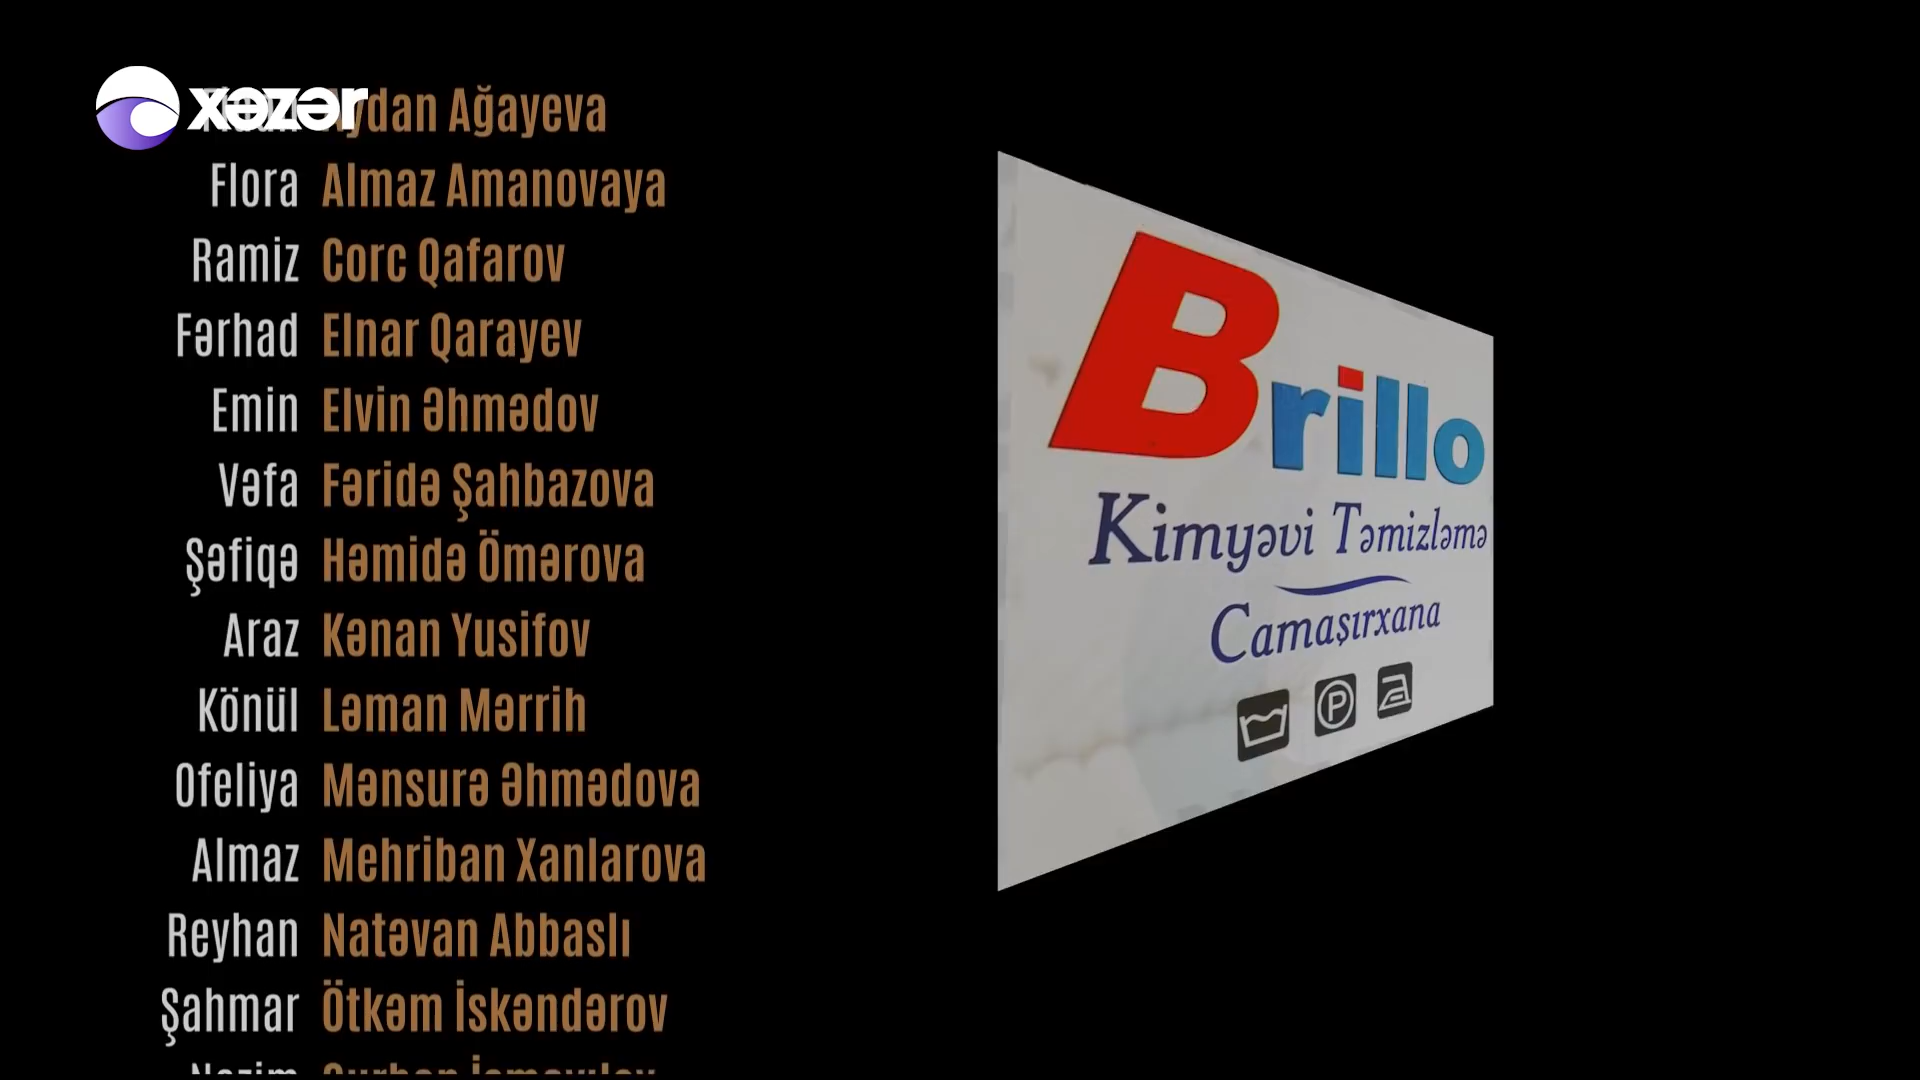 xəzər
Aydan Ağayeva
Flora Almaz Amanovaya
Ramiz Corc Qafarov
Fərhad Elnar Qarayev
Emin Elvin Əhmədov
Vəfa Fəridə Şahbazova
Şəfiqə Həmidə Ömərova
Araz Kənan Yusifov
Könül Ləman Mərrih
Ofeliya Mənsurə Əhmədova
Almaz Mehriban Xanlarova
Reyhan Natəvan Abbaslı
Şahmar Ötkəm İskəndərov
Brillo
Kimyəvi Təmizləmə
Camaşırxana
P